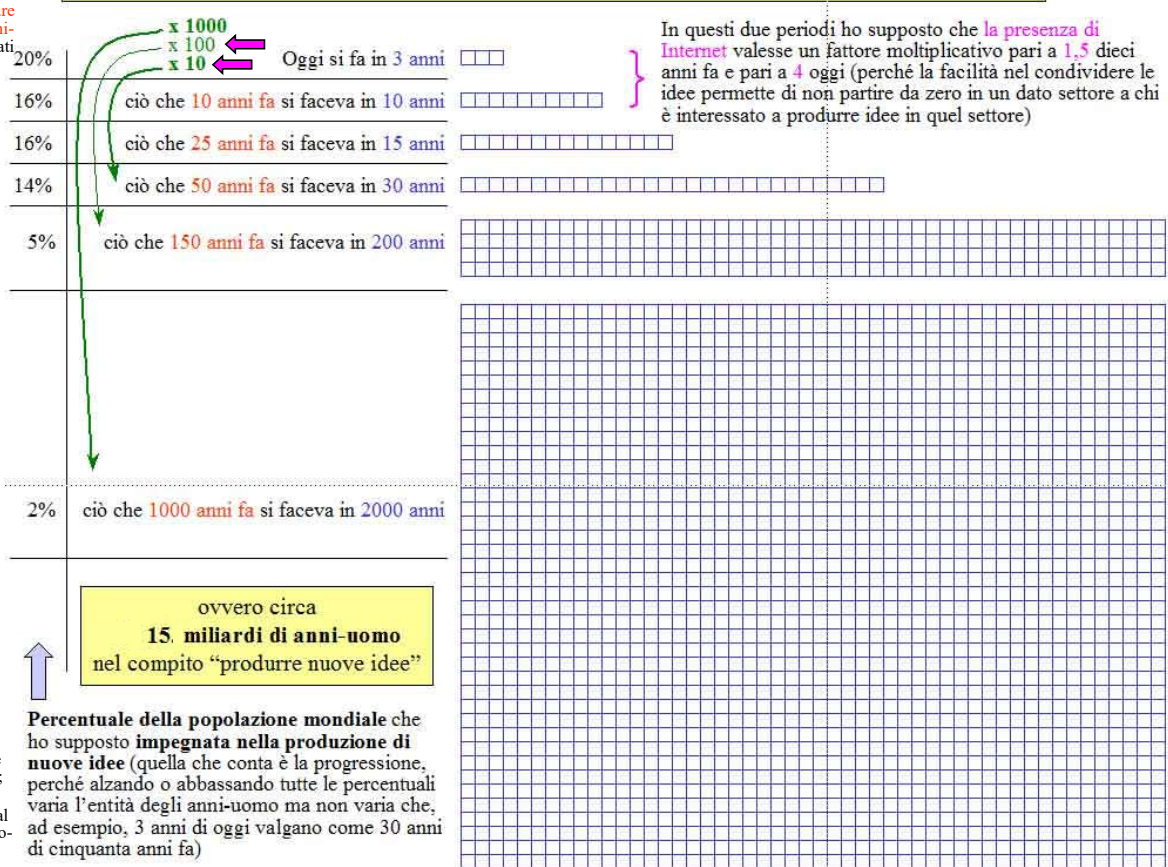 are
ni-
ati
x 1000
x 100
x 10
20%
Oggi si fa in 3 anni
16%
ciò che 10 anni fa si faceva in 10 anni
16%
ciò che 25 anni fa si faceva in 15 anni
14%
ciò che 50 anni fa si faceva in 30 anni
5%
ciò che 150 anni fa si faceva in 200 anni
2%
ciò che 1000 anni fa si faceva in 2000 anni
In questi due periodi ho supposto che la presenza di
Internet valesse un fattore moltiplicativo pari a 1,5 dieci
anni fa e pari a 4 oggi (perché la facilità nel condividere le
idee permette di non partire da zero in un dato settore a chi
è interessato a produrre idee in quel settore)
ovvero circa
15. miliardi di anni-uomo
nel compito “produrre nuove idee”
Percentuale della popolazione mondiale che
ho supposto impegnata nella produzione di
nuove idee (quella che conta è la progressione,
perché alzando o abbassando tutte le percentuali
varia l’entità degli anni-uomo ma non varia che,
ad esempio, 3 anni di oggi valgano come 30 anni
di cinquanta anni fa)
;
al
o-